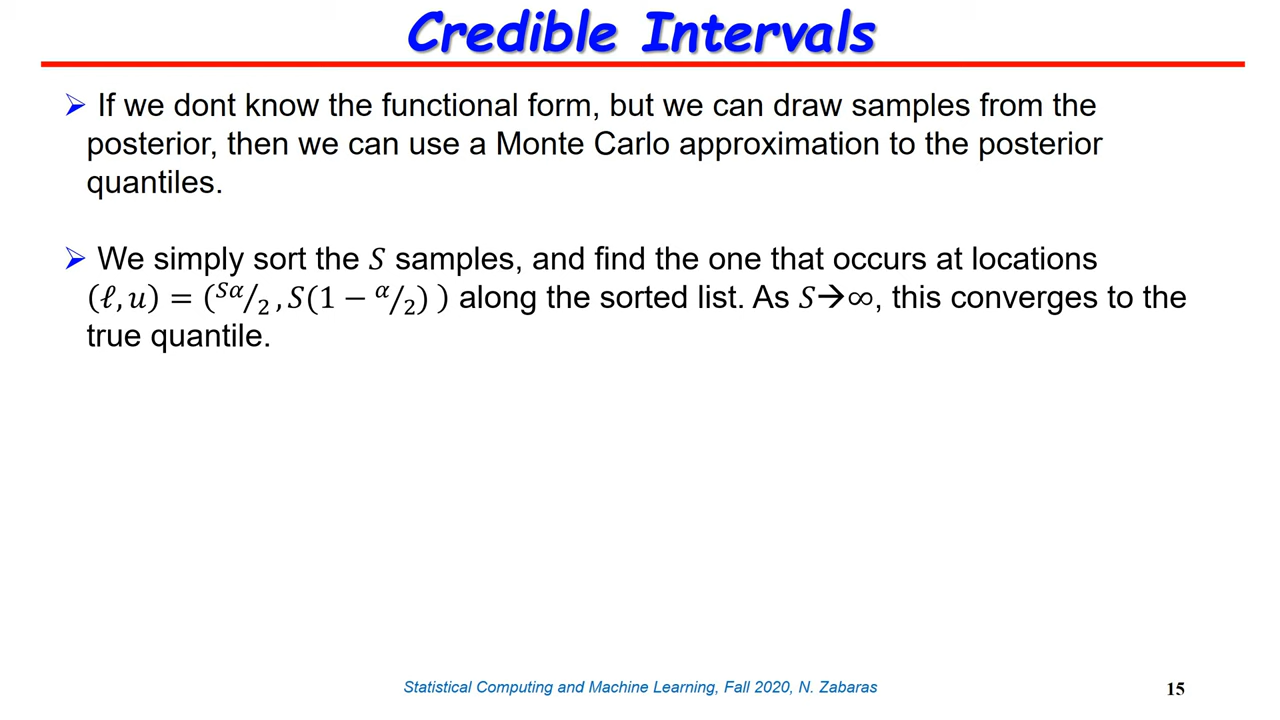 Credible Intervals
➢ If we dont know the functional form, but we can draw samples from the
posterior, then we can use a Monte Carlo approximation to the posterior
quantiles.
➢ We simply sort the 𝑆 samples, and find the one that occurs at locations
(ℓ, 𝑢) = (𝑆𝛼/2 , 𝑆(1 − 𝛼/2) ) along the sorted list. As 𝑆→∞, this converges to the
true quantile.
Statistical Computing and Machine Learning, Fall 2020, N. Zabaras
15